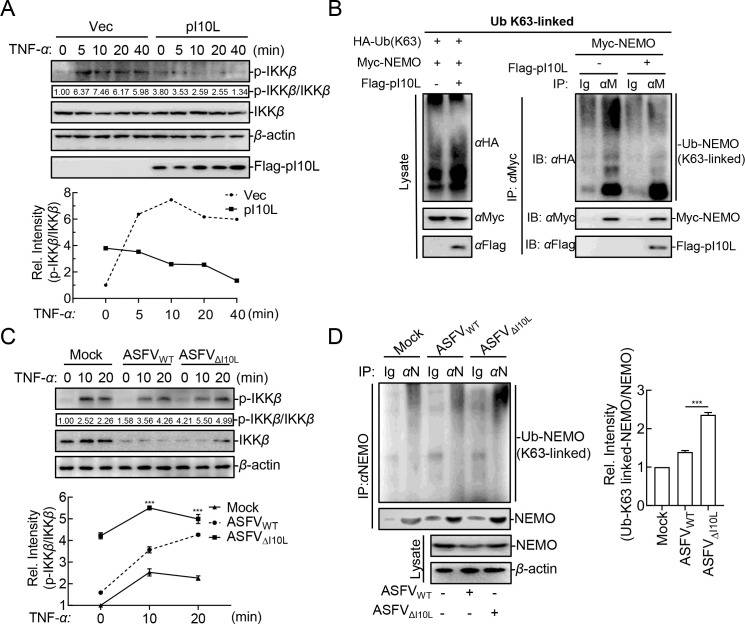 A
Vec pI10L
TNF-α: 0 5 10 20 40 0 5 10 20 40 (min)
p-IKKβ
1.00 6.37 7.46 6.17 5.98 3.80 3.53 2.59 2.55 1.34 p-IKKβ/IKKβ
IKKβ
β-actin
Flag-pI10L
Rel. Intensity
(p-IKKβ/IKKβ)
10
8
6
4
2
0
Vec
pI10L
TNF-α: 0 5 10 20 40 (min)
B
Ub K63-linked
HA-Ub(K63) + +
Myc-NEMO + +
Flag-pI10L - +
Lysate
αHA
αMyc
αFlag
Myc-NEMO
Flag-pI10L - +
IP: Ig αM Ig αM
IP: αMyc
IB: αHA
Ub-NEMO
(K63-linked)
IB: αMyc Myc-NEMO
IB: αFlag Flag-pI10L
C
Mock ASFVWT ASFVΔI10L
TNF-α: 0 10 20 0 10 20 0 10 20 (min)
p-IKKβ
1.00 2.52 2.26 1.58 3.56 4.26 4.21 5.50 4.99 p-IKKβ/IKKβ
IKKβ
β-actin
Rel. Intensity
(p-IKKβ/IKKβ)
6
5
4
3
2
1
*** ***
Mock
ASFVWT
ASFVΔI10L
TNF-α: 0 10 20 (min)
D
Mock ASFVWT ASFVΔI10L
IP: Ig αN Ig αN Ig αN
IP:αNEMO
Ub-NEMO
(K63-linked)
NEMO
Lysate
NEMO
β-actin
ASFVWT - + -
ASFVΔI10L - - +
Rel. Intensity
(Ub-K63 linked-NEMO/NEMO)
3
2
1
0
***
Mock
ASFVWT
ASFVΔI10L